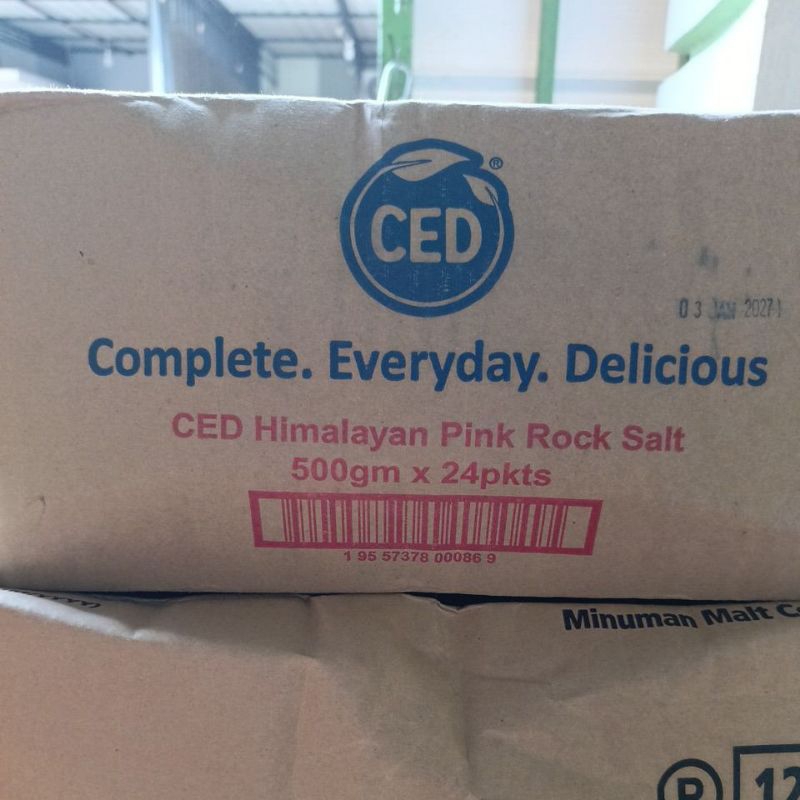 CED ®
03 JAN 2027
Complete. Everyday. Delicious
CED Himalayan Pink Rock Salt
500gm x 24pkts
1 95 57378 00086 9
Minuman Malt
R 12